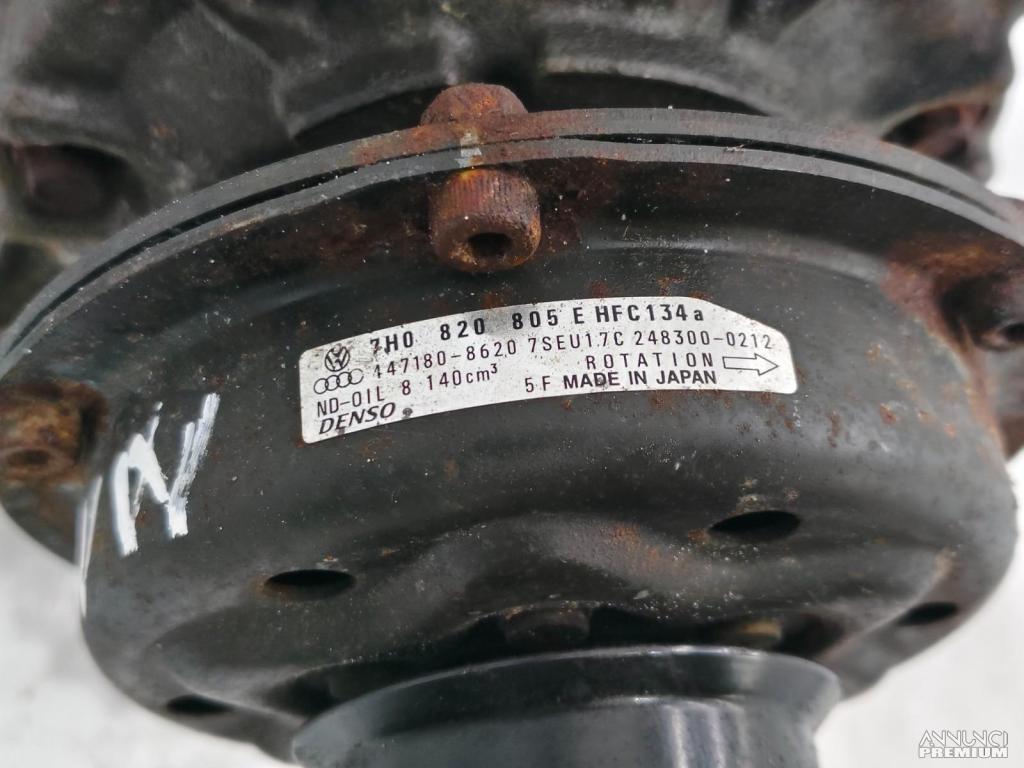 7H0 820 805 E HFC134a
447180-8620 7SEU17C 248300-0212
ROTATION
ND-OIL 8 140cm³ 5F MADE IN JAPAN
DENSO
N
ANNUNCI
PREMIUM